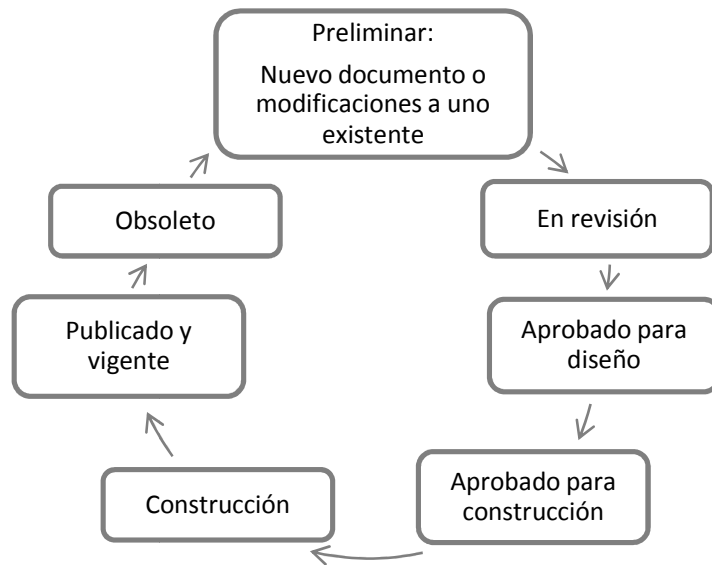 Preliminar:
Nuevo documento o
modificaciones a uno
existente
En revisión
Aprobado para
diseño
Aprobado para
construcción
Construcción
Publicado y
vigente
Obsoleto